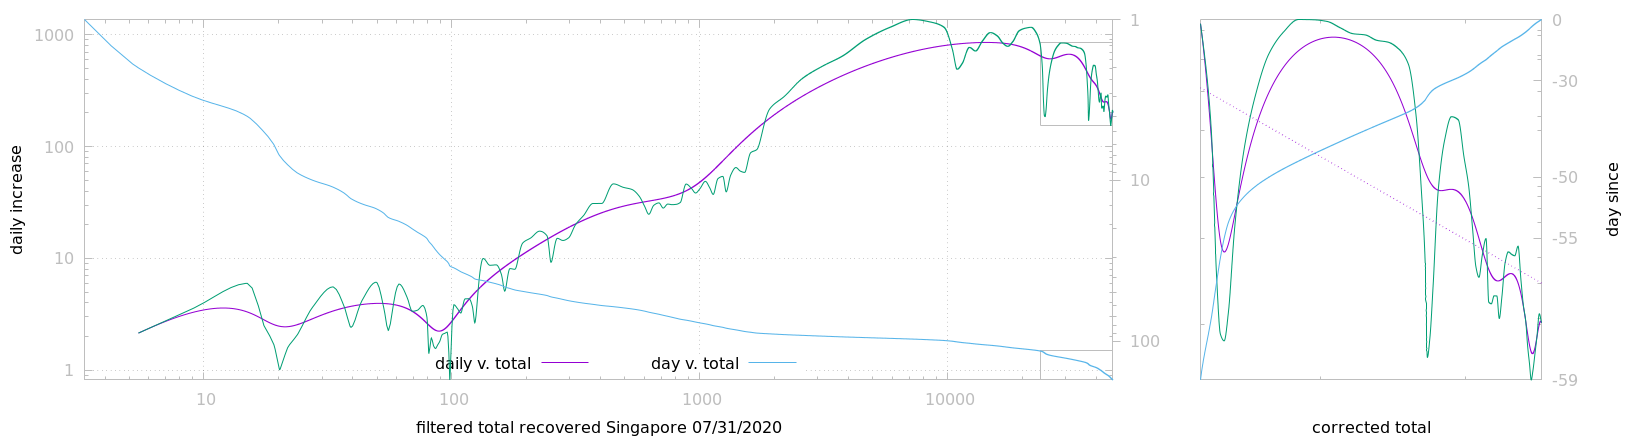 1000
100
10
1
daily increase
10
100
1000
10000
filtered total recovered Singapore 07/31/2020
daily v. total
day v. total
1
10
100
0
-30
-50
-55
-59
day since
corrected total